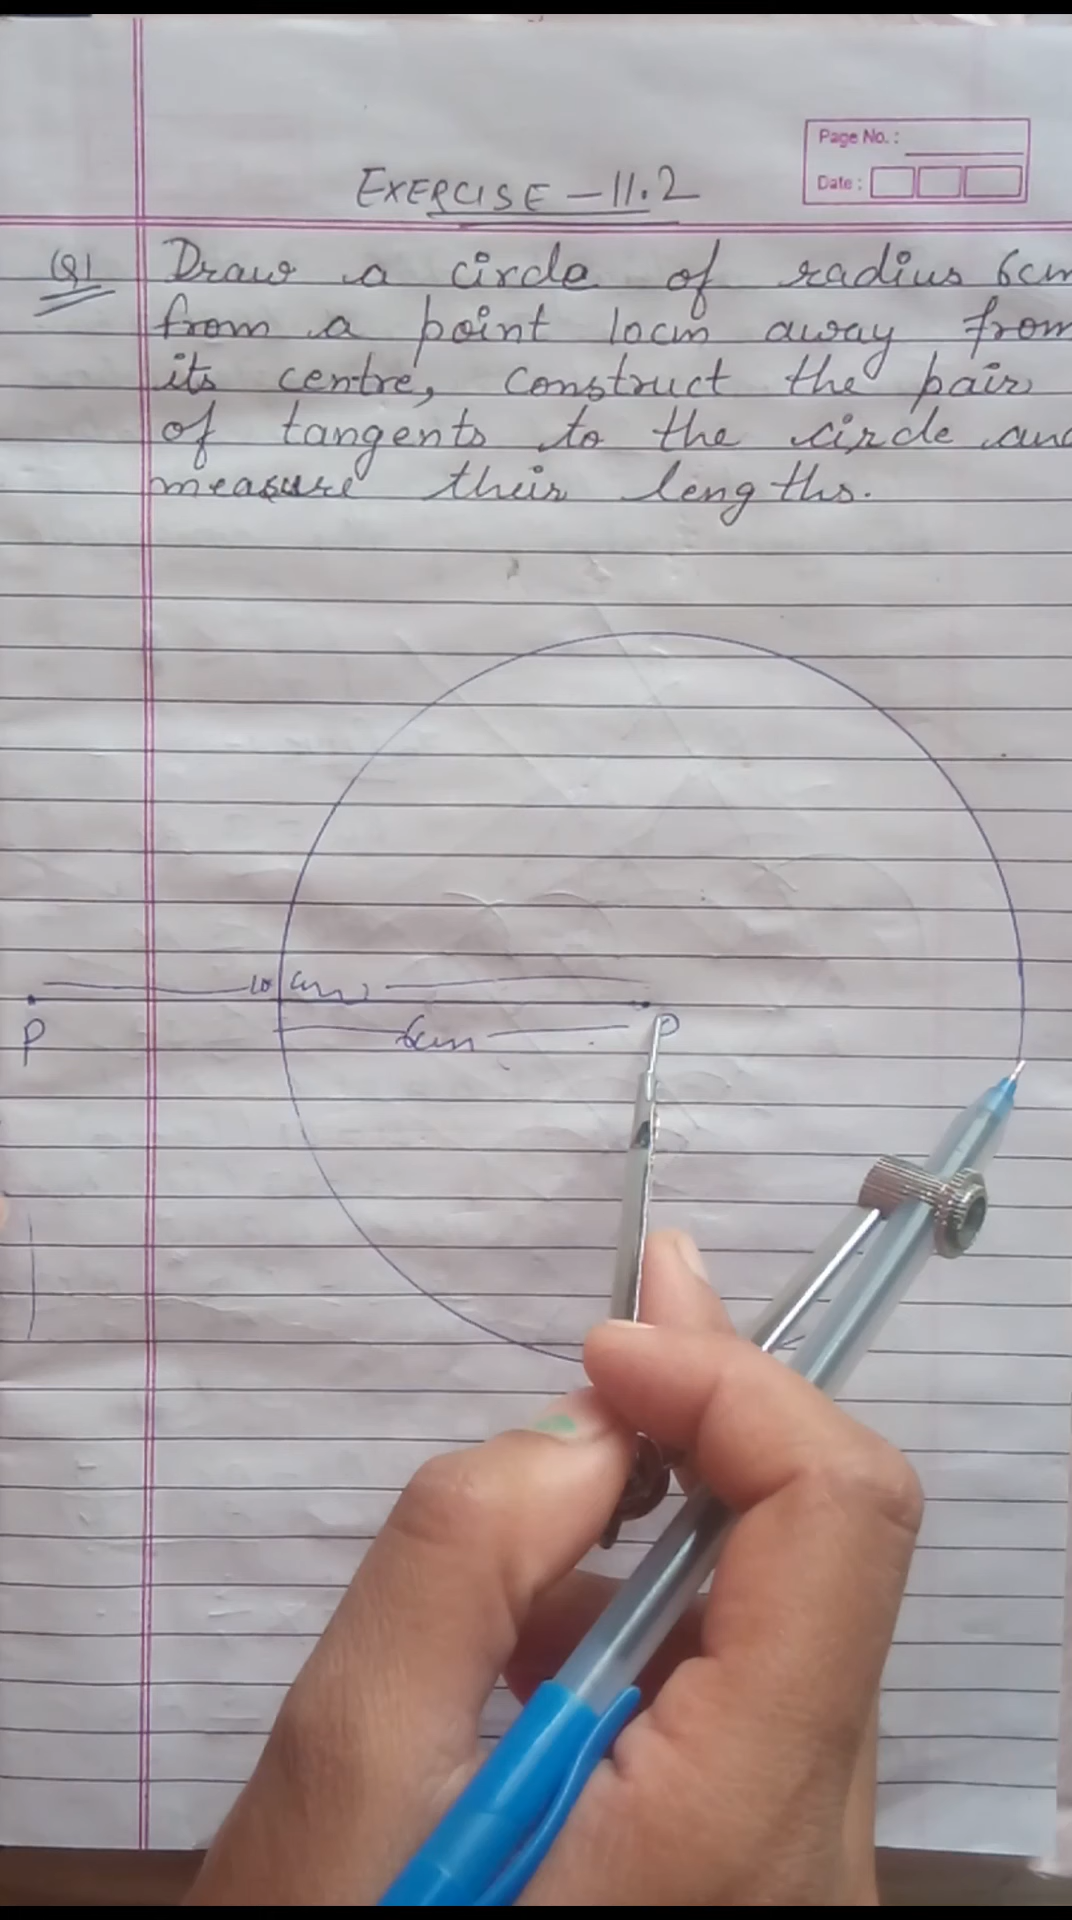 Page No. :
Date :
EXERCISE - 11.2
Q1 Draw a circle of radius 6cm
from a point 10cm away from
its centre, construct the pair
of tangents to the circle and
measure their lengths.
10 cm
P
6cm